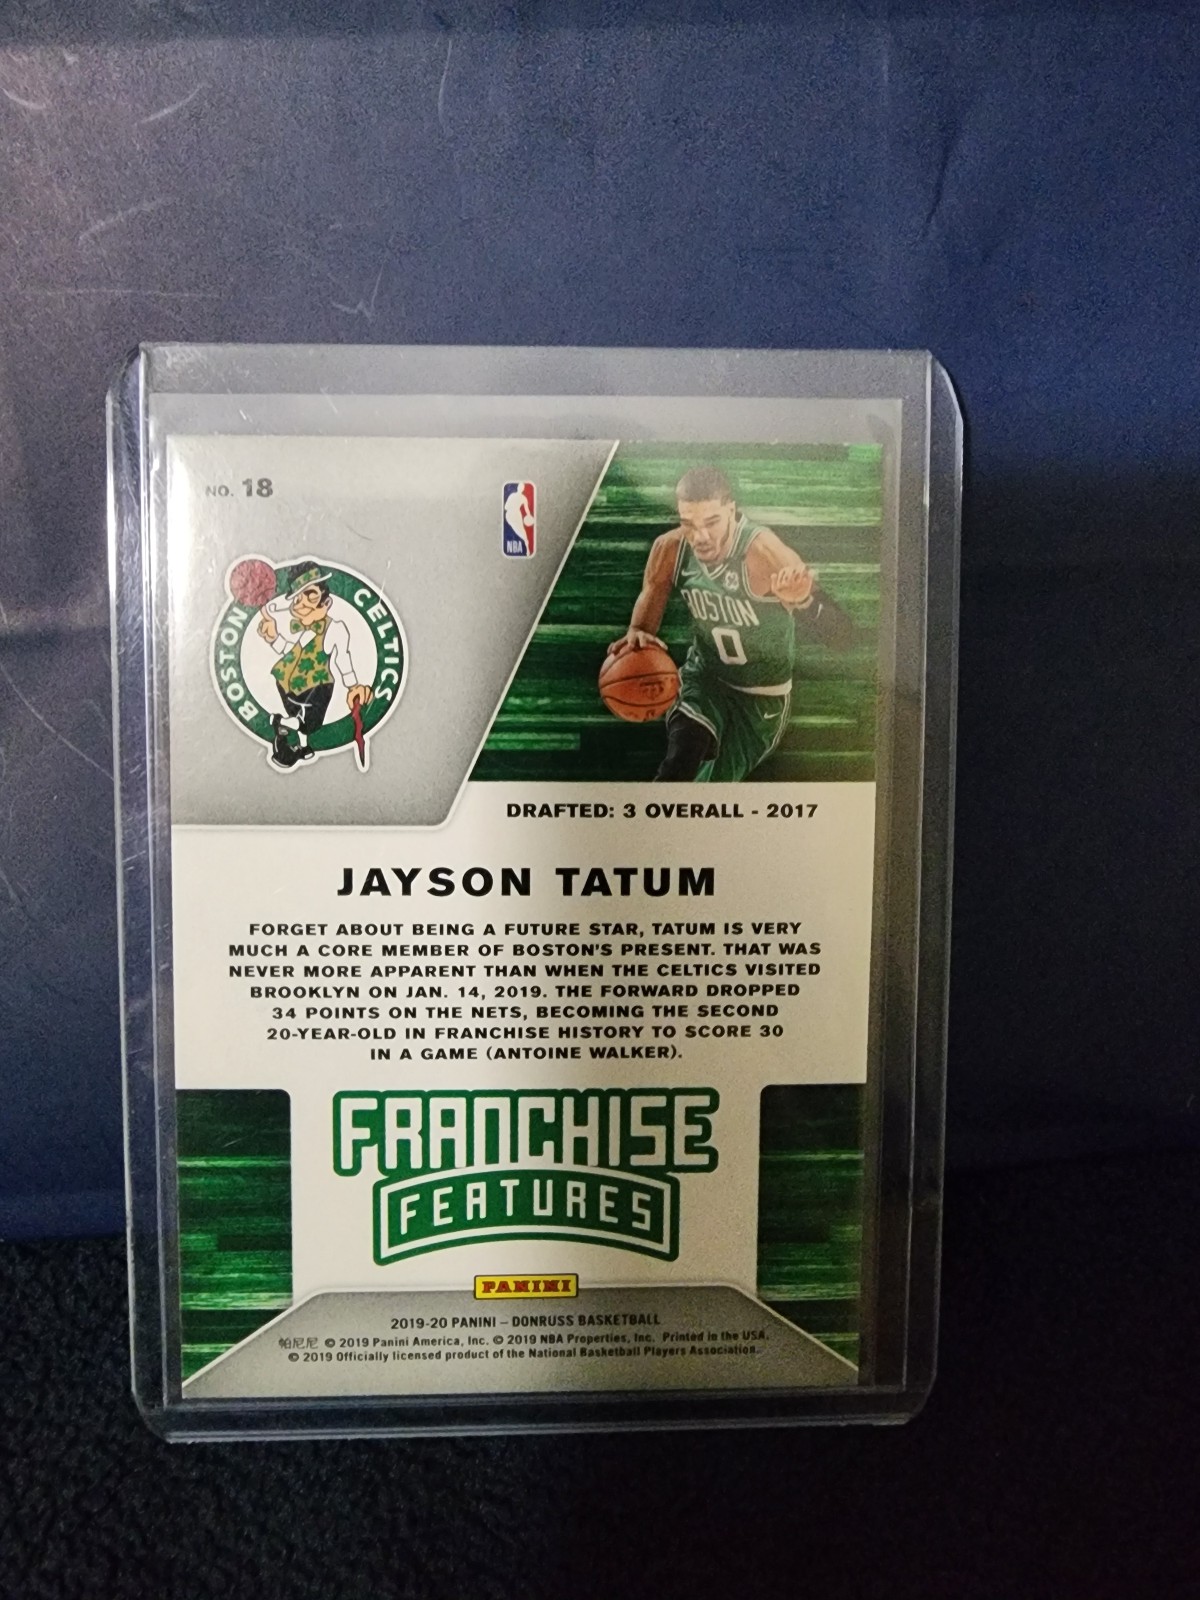 NO. 18
NBA
BOSTON CELTICS
BOSTON
0
DRAFTED: 3 OVERALL - 2017
JAYSON TATUM
FORGET ABOUT BEING A FUTURE STAR, TATUM IS VERY
MUCH A CORE MEMBER OF BOSTON'S PRESENT. THAT WAS
NEVER MORE APPARENT THAN WHEN THE CELTICS VISITED
BROOKLYN ON JAN. 14, 2019. THE FORWARD DROPPED
34 POINTS ON THE NETS, BECOMING THE SECOND
20-YEAR-OLD IN FRANCHISE HISTORY TO SCORE 30
IN A GAME (ANTOINE WALKER).
FRANCHISE
FEATURES
PANINI
2019-20 PANINI – DONRUSS BASKETBALL
帕尼尼 © 2019 Panini America, Inc. © 2019 NBA Properties, Inc. Printed in the USA.
© 2019 Officially licensed product of the National Basketball Players Association.